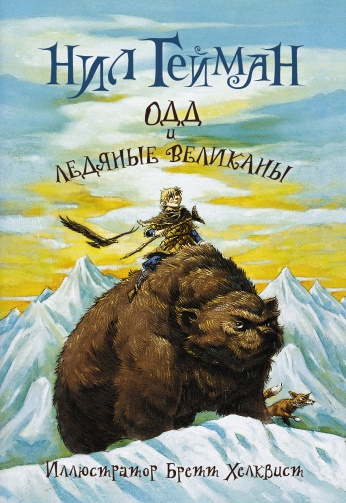 Нил Гейман
Одд
и
ледяные великаны
Иллюстратор Бретт Хелквист